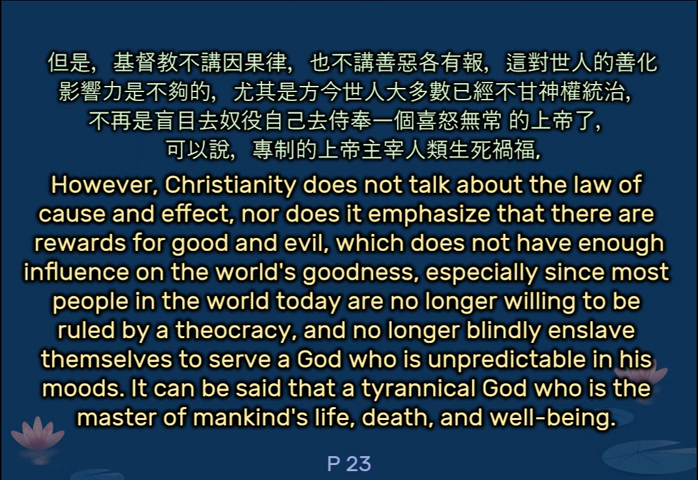 但是，基督教不講因果律，也不講善惡各有報，這對世人的善化
影響力是不夠的，尤其是方今世人大多數已經不甘神權統治，
不再是盲目去奴役自己去侍奉一個喜怒無常 的上帝了，
可以說，專制的上帝主宰人類生死禍福，
However, Christianity does not talk about the law of
cause and effect, nor does it emphasize that there are
rewards for good and evil, which does not have enough
influence on the world's goodness, especially since most
people in the world today are no longer willing to be
ruled by a theocracy, and no longer blindly enslave
themselves to serve a God who is unpredictable in his
moods. It can be said that a tyrannical God who is the
master of mankind's life, death, and well-being.
P 23